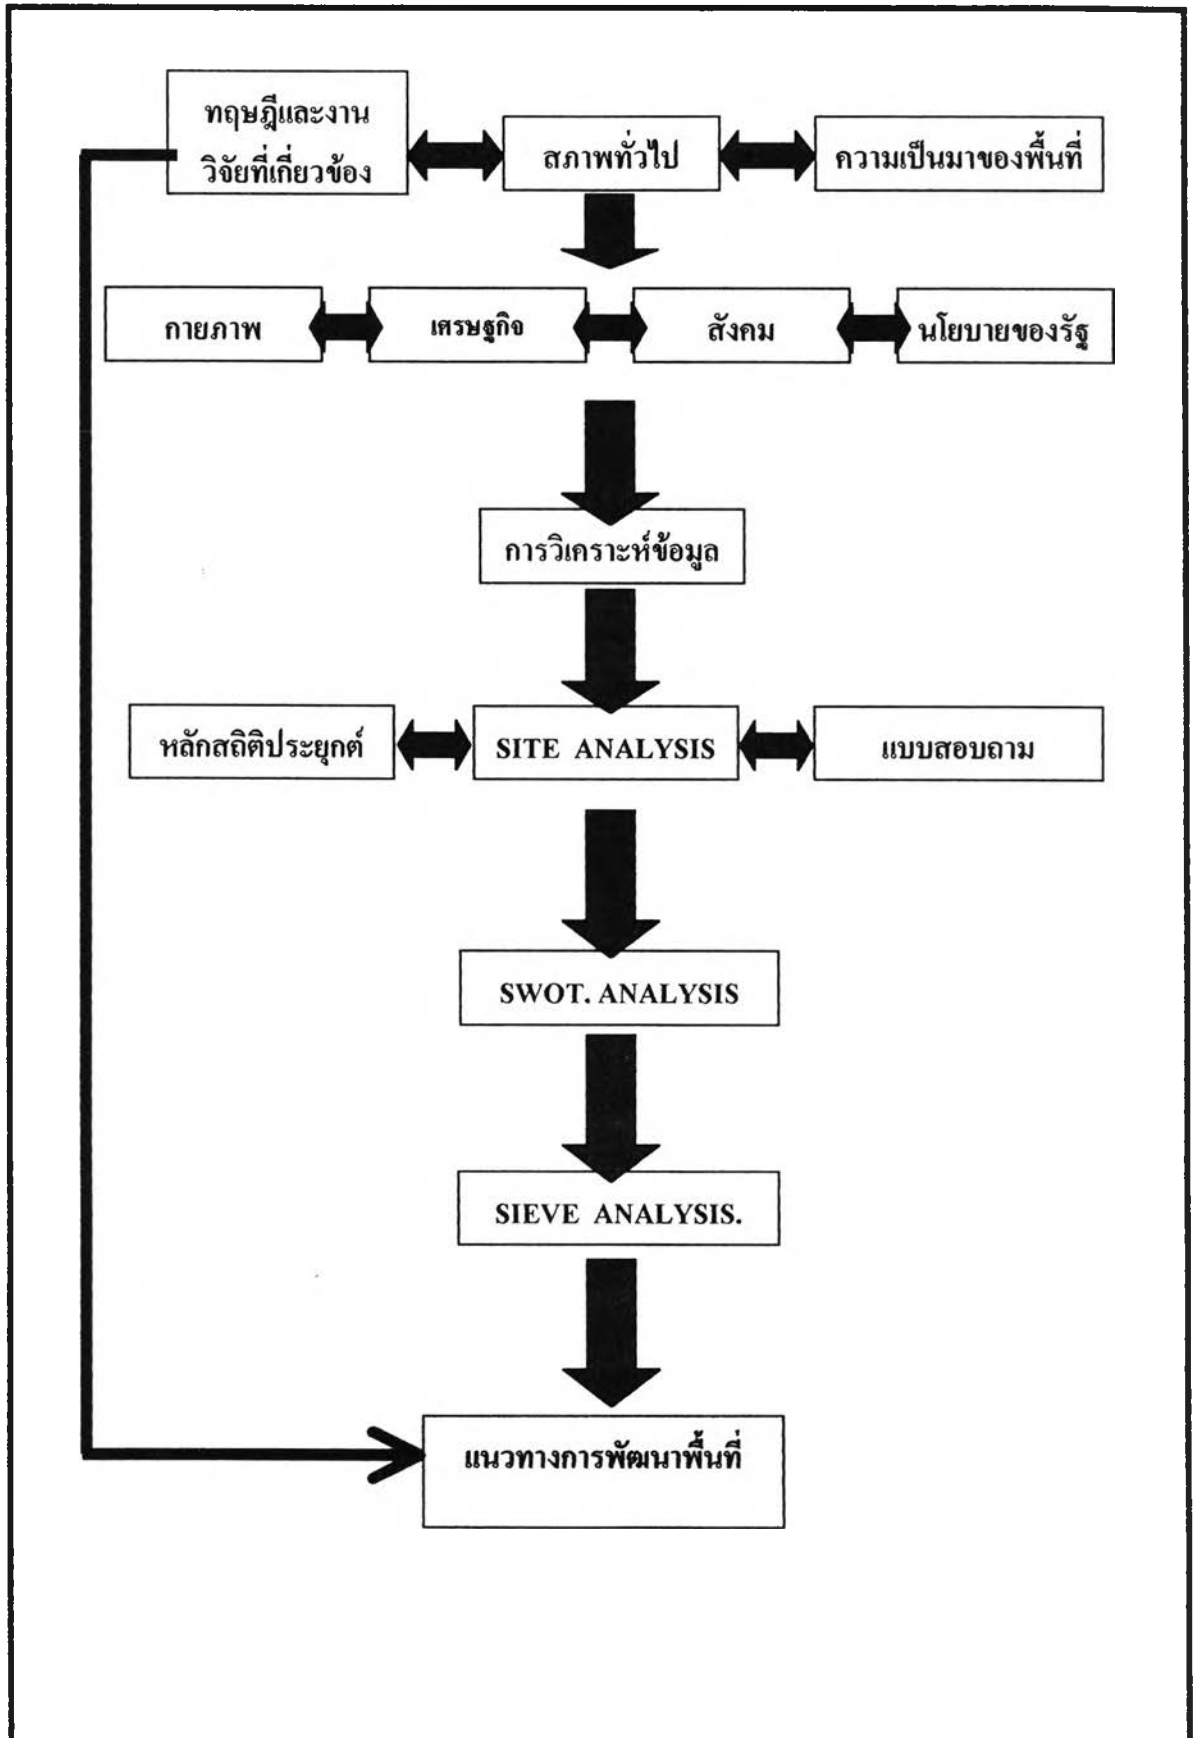 ทฤษฎีและงาน
วิจัยที่เกี่ยวข้อง
สภาพทั่วไป
ความเป็นมาของพื้นที่
กายภาพ
เศรษฐกิจ
สังคม
นโยบายของรัฐ
การวิเคราะห์ข้อมูล
หลักสถิติประยุกต์
SITE ANALYSIS
แบบสอบถาม
SWOT. ANALYSIS
SIEVE ANALYSIS.
แนวทางการพัฒนาพื้นที่